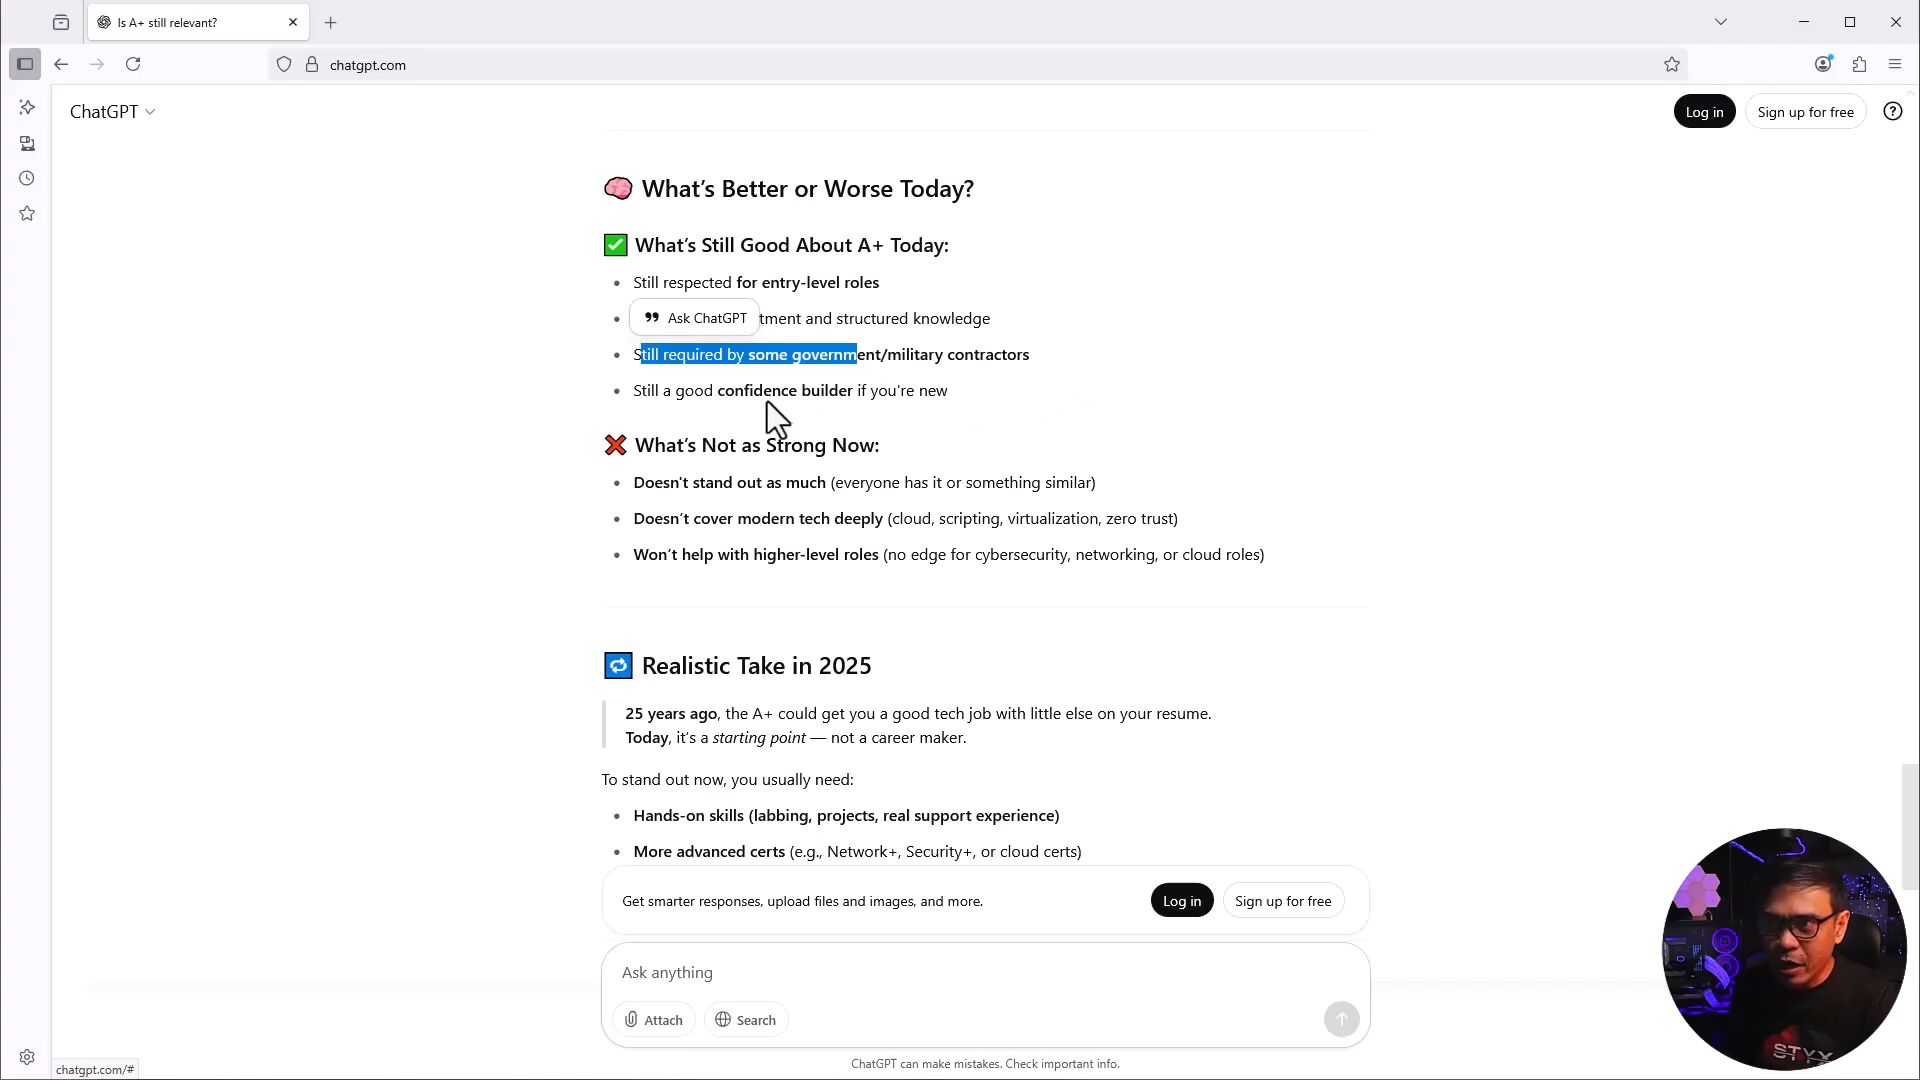 Is A+ still relevant?
chatgpt.com
ChatGPT
Log in
Sign up for free
What's Better or Worse Today?
What's Still Good About A+ Today:
Still respected for entry-level roles
Ask ChatGPT
tment and structured knowledge
Still required by some government/military contractors
Still a good confidence builder if you're new
What's Not as Strong Now:
Doesn't stand out as much (everyone has it or something similar)
Doesn't cover modern tech deeply (cloud, scripting, virtualization, zero trust)
Won't help with higher-level roles (no edge for cybersecurity, networking, or cloud roles)
Realistic Take in 2025
25 years ago, the A+ could get you a good tech job with little else on your resume.
Today, it's a starting point — not a career maker.
To stand out now, you usually need:
Hands-on skills (labbing, projects, real support experience)
More advanced certs (e.g., Network+, Security+, or cloud certs)
Get smarter responses, upload files and images, and more.
Log in
Sign up for free
Ask anything
Attach
Search
ChatGPT can make mistakes. Check important info.
chatgpt.com/#
STYX